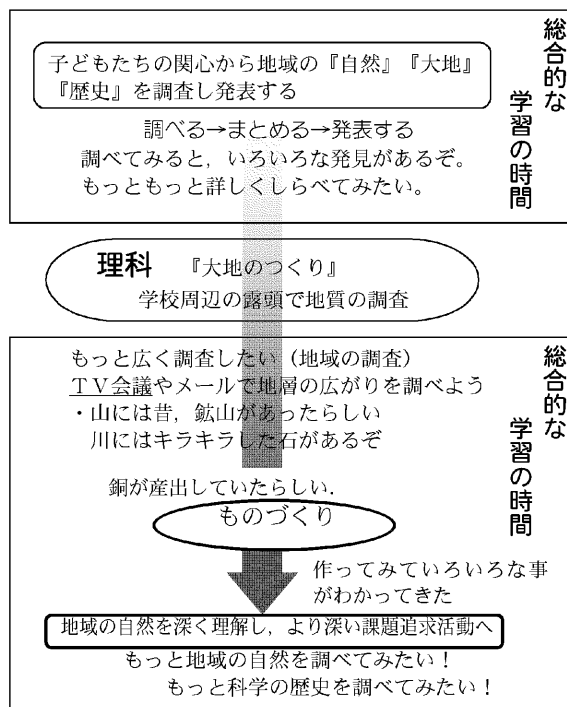 総合的な
学習の時間
子どもたちの関心から地域の『自然』『大地』
『歴史』を調査し発表する
調べる→まとめる→発表する
調べてみると，いろいろな発見があるぞ。
もっともっと詳しくしらべてみたい。
理科 『大地のつくり』
学校周辺の露頭で地質の調査
総合的な
学習の時間
もっと広く調査したい（地域の調査）
ＴＶ会議やメールで地層の広がりを調べよう
・山には昔，鉱山があったらしい
川にはキラキラした石があるぞ
銅が産出していたらしい.
ものづくり
作ってみていろいろな事
がわかってきた
地域の自然を深く理解し，より深い課題追求活動へ
もっと地域の自然を調べてみたい！
もっと科学の歴史を調べてみたい！